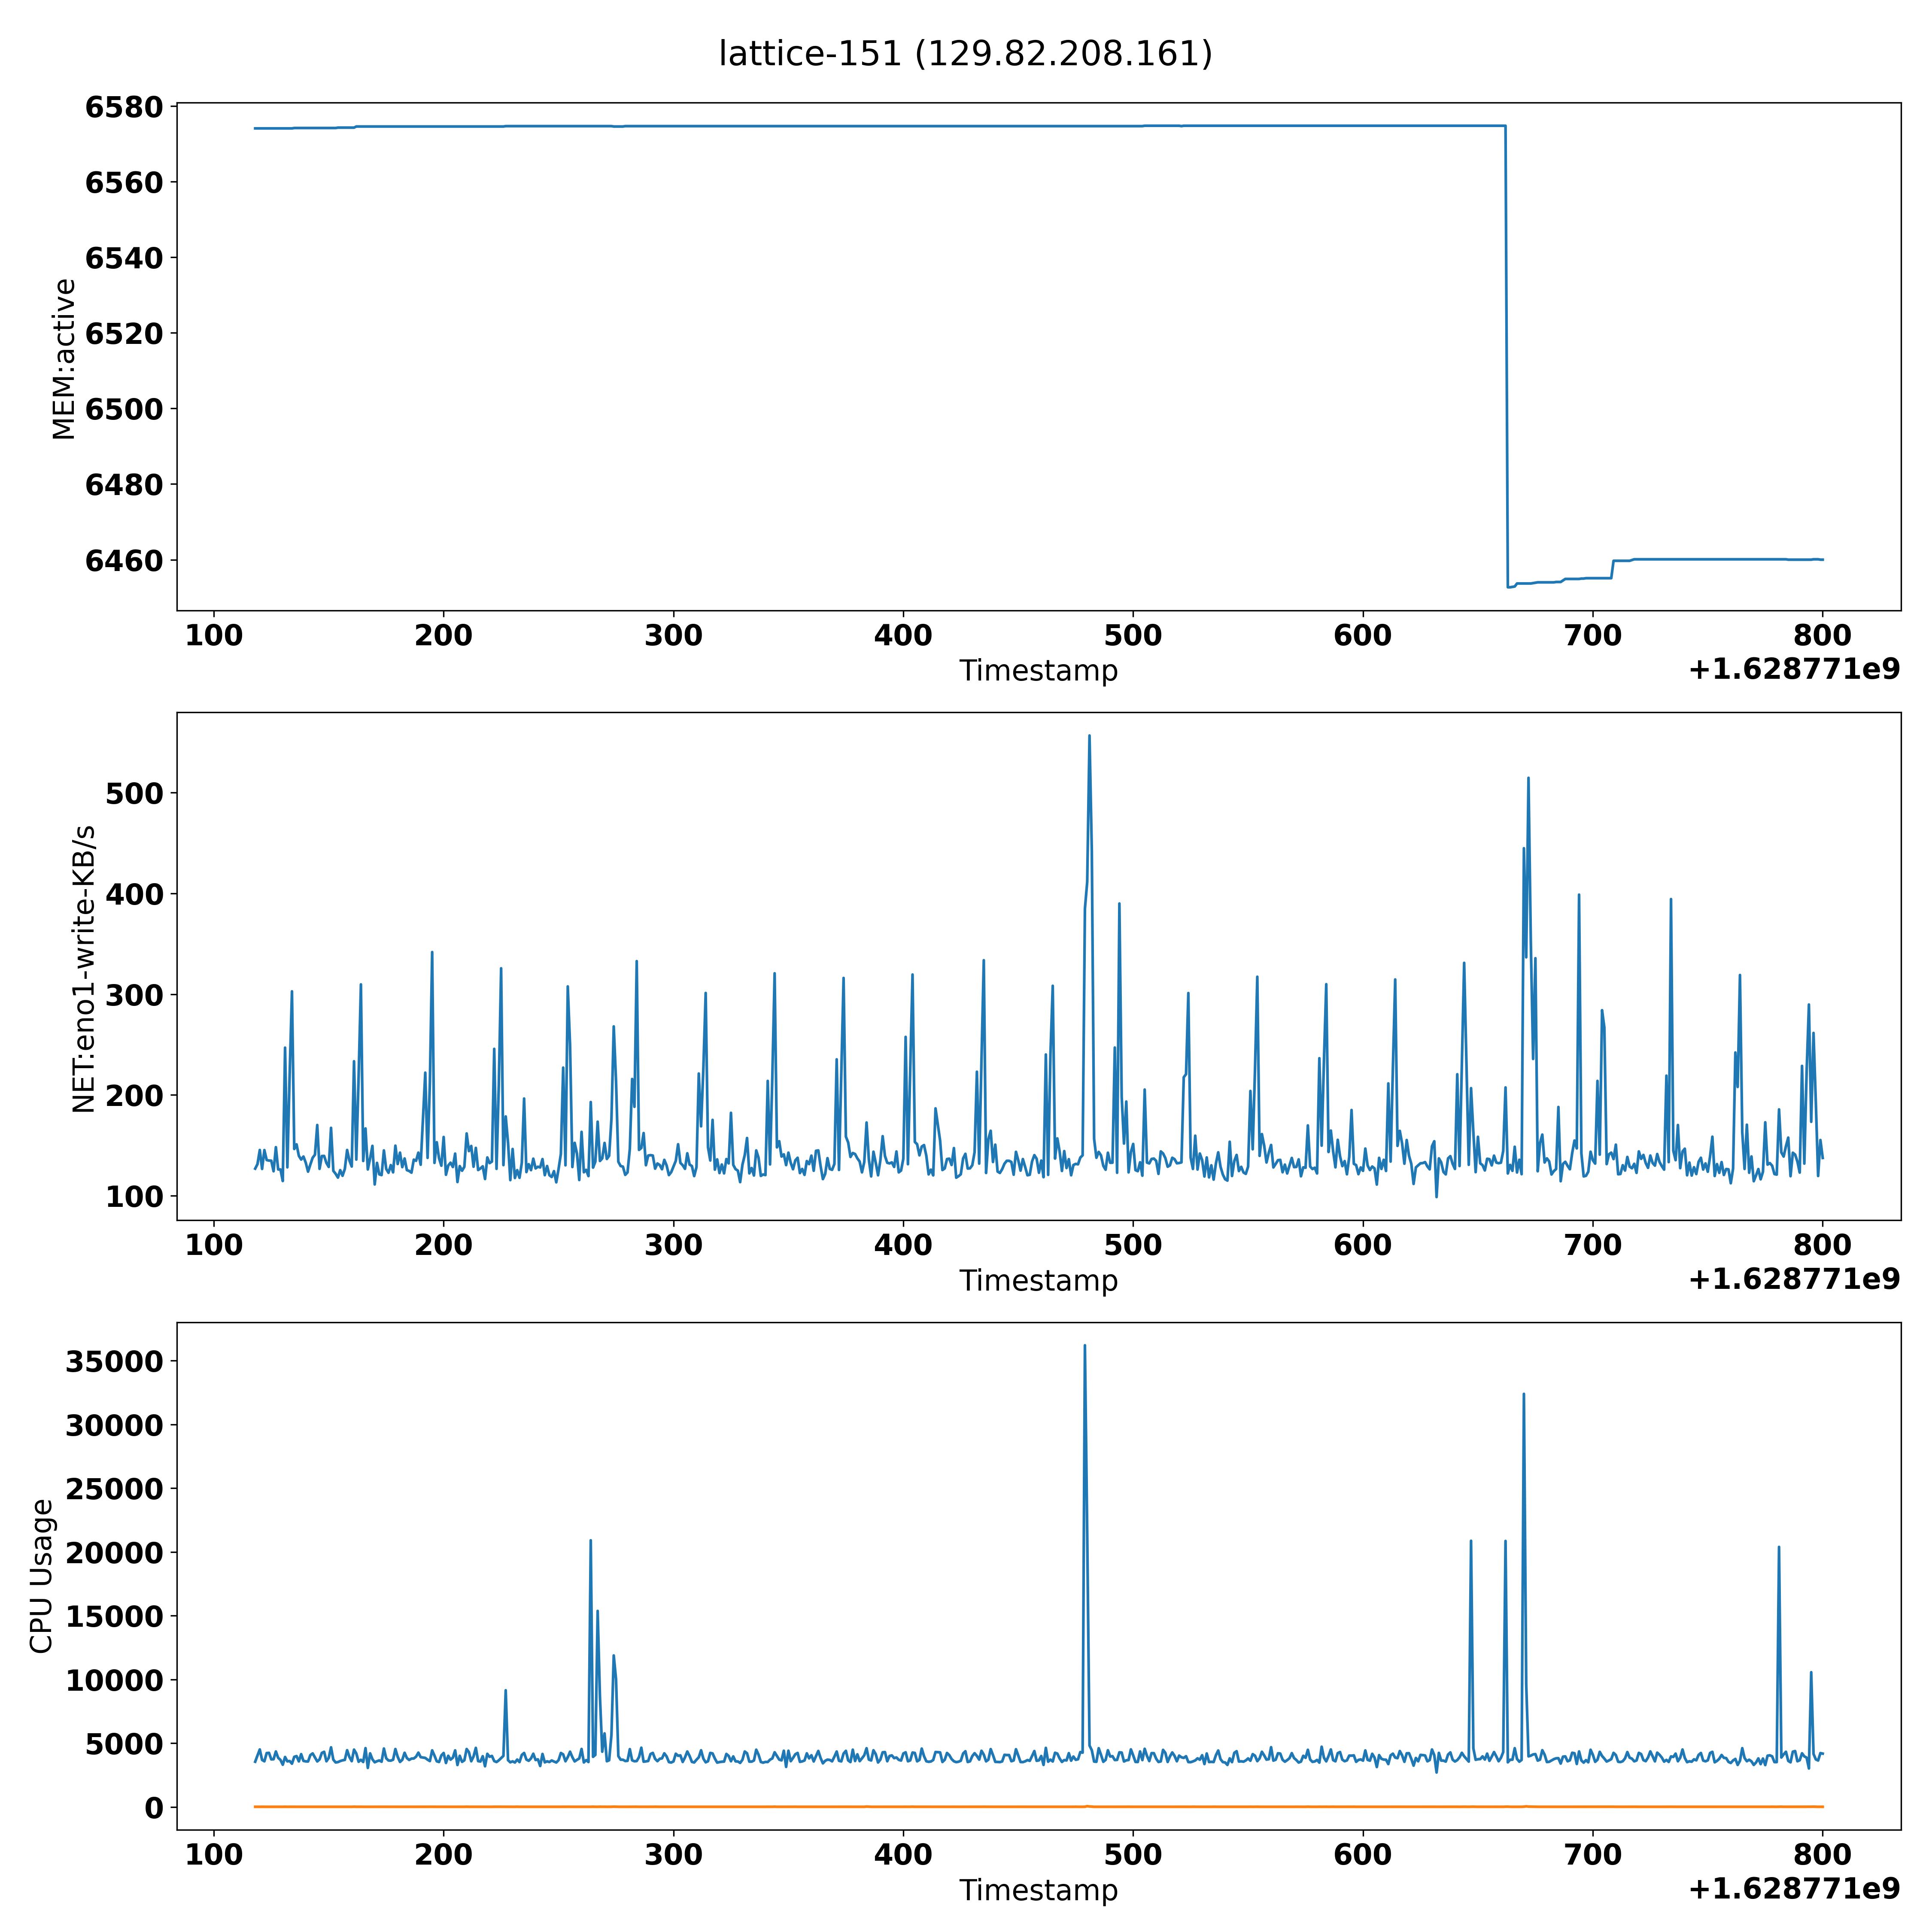 lattice-151 (129.82.208.161)
6580
6560
6540
6520
6500
6480
6460
MEM:active
100 200 300 400 500 600 700 800
Timestamp
+1.628771e9
500
400
300
200
100
NET:eno1-write-KB/s
100 200 300 400 500 600 700 800
Timestamp
+1.628771e9
35000
30000
25000
20000
15000
10000
5000
0
CPU Usage
100 200 300 400 500 600 700 800
Timestamp
+1.628771e9